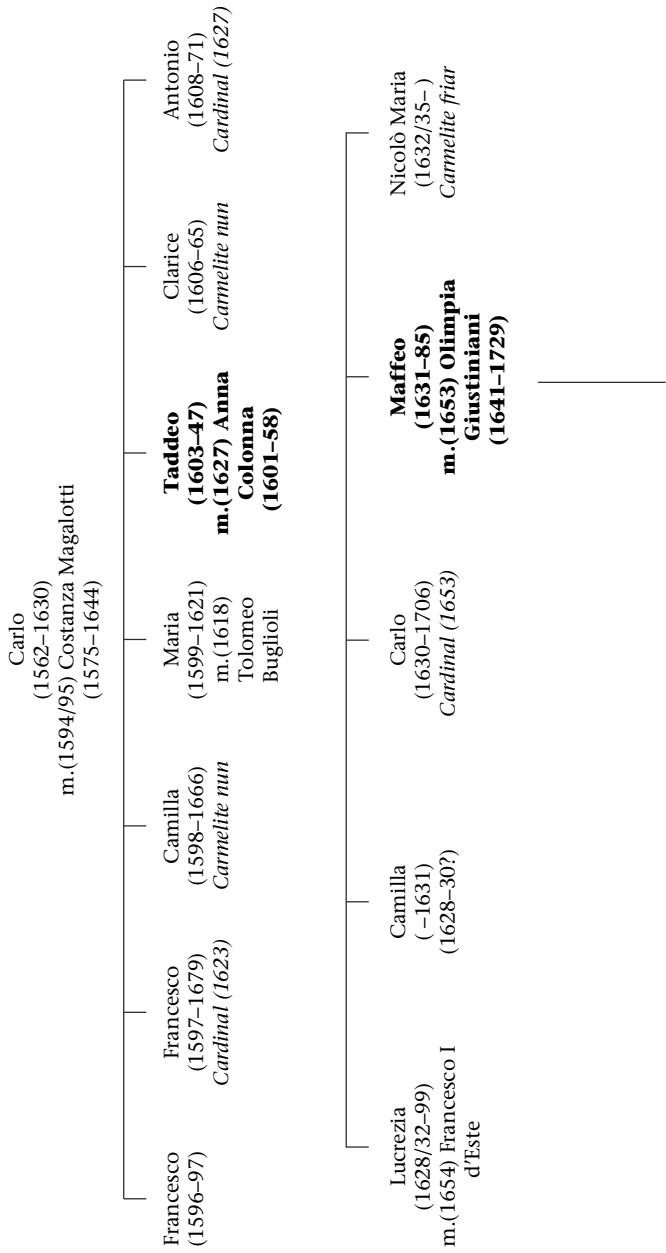 Carlo
(1562–1630)
m.(1594/95) Costanza Magalotti
(1575–1644)
Francesco
(1596–97)
Francesco
(1597–1679)
Cardinal (1623)
Camilla
(1598–1666)
Carmelite nun
Maria
(1599–1621)
m.(1618)
Tolomeo
Buglioli
Taddeo
(1603–47)
m.(1627) Anna
Colonna
(1601–58)
Clarice
(1606–65)
Carmelite nun
Antonio
(1608–71)
Cardinal (1627)
Lucrezia
(1628/32–99)
m.(1654) Francesco I
d'Este
Camilla
( –1631)
(1628–30?)
Carlo
(1630–1706)
Cardinal (1653)
Maffeo
(1631–85)
m.(1653) Olimpia
Giustiniani
(1641–1729)
Nicolò Maria
(1632/35– )
Carmelite friar